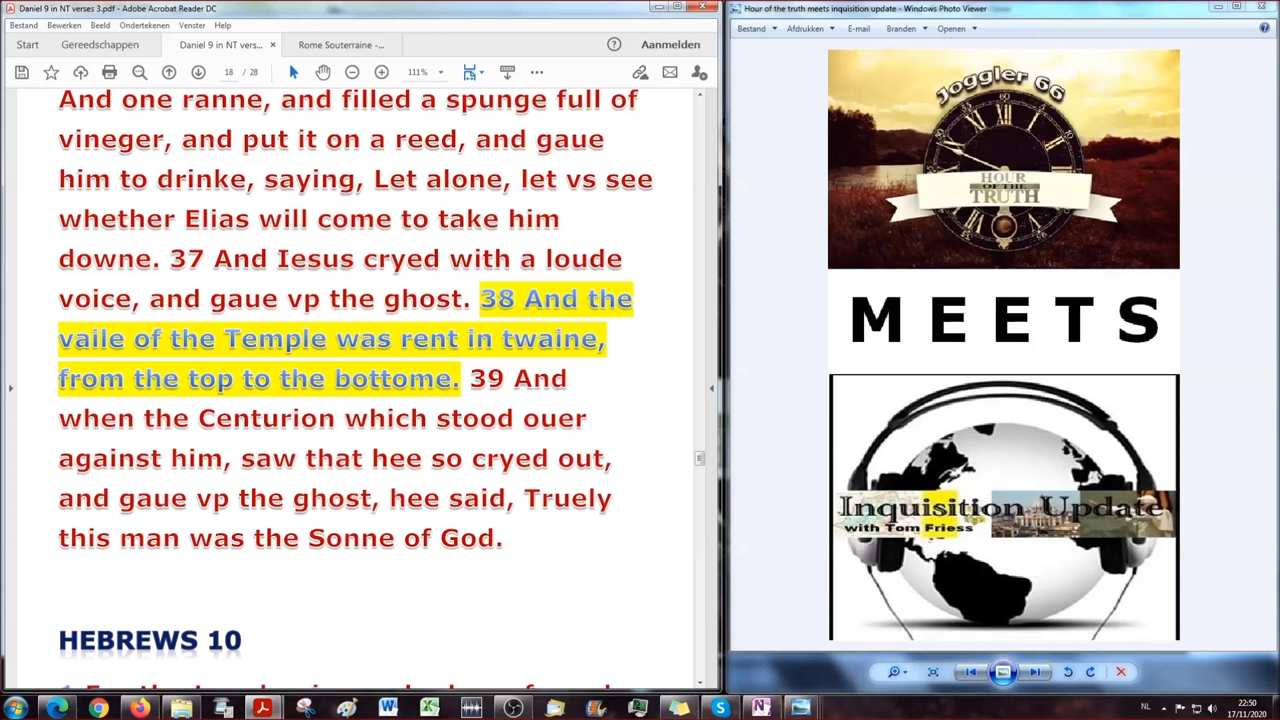 Daniel 9 in NT verses 3.pdf - Adobe Acrobat Reader DC
Bestand Bewerken Beeld Ondertekenen Venster Help
Start Gereedschappen Daniel 9 in NT vers... × Rome Souterraine -... Aanmelden
18 / 28 111%
And one ranne, and filled a spunge full of
vineger, and put it on a reed, and gaue
him to drinke, saying, Let alone, let vs see
whether Elias will come to take him
downe. 37 And Iesus cryed with a loude
voice, and gaue vp the ghost. 38 And the
vaile of the Temple was rent in twaine,
from the top to the bottome. 39 And
when the Centurion which stood ouer
against him, saw that hee so cryed out,
and gaue vp the ghost, hee said, Truely
this man was the Sonne of God.
HEBREWS 10
Hour of the truth meets inquisition update - Windows Photo Viewer
Bestand Afdrukken E-mail Branden Openen
Joggler 66
HOUR
OF THE
TRUTH
MEETS
Inquisition Update
with Tom Friess
NL 22:50
17/11/2020